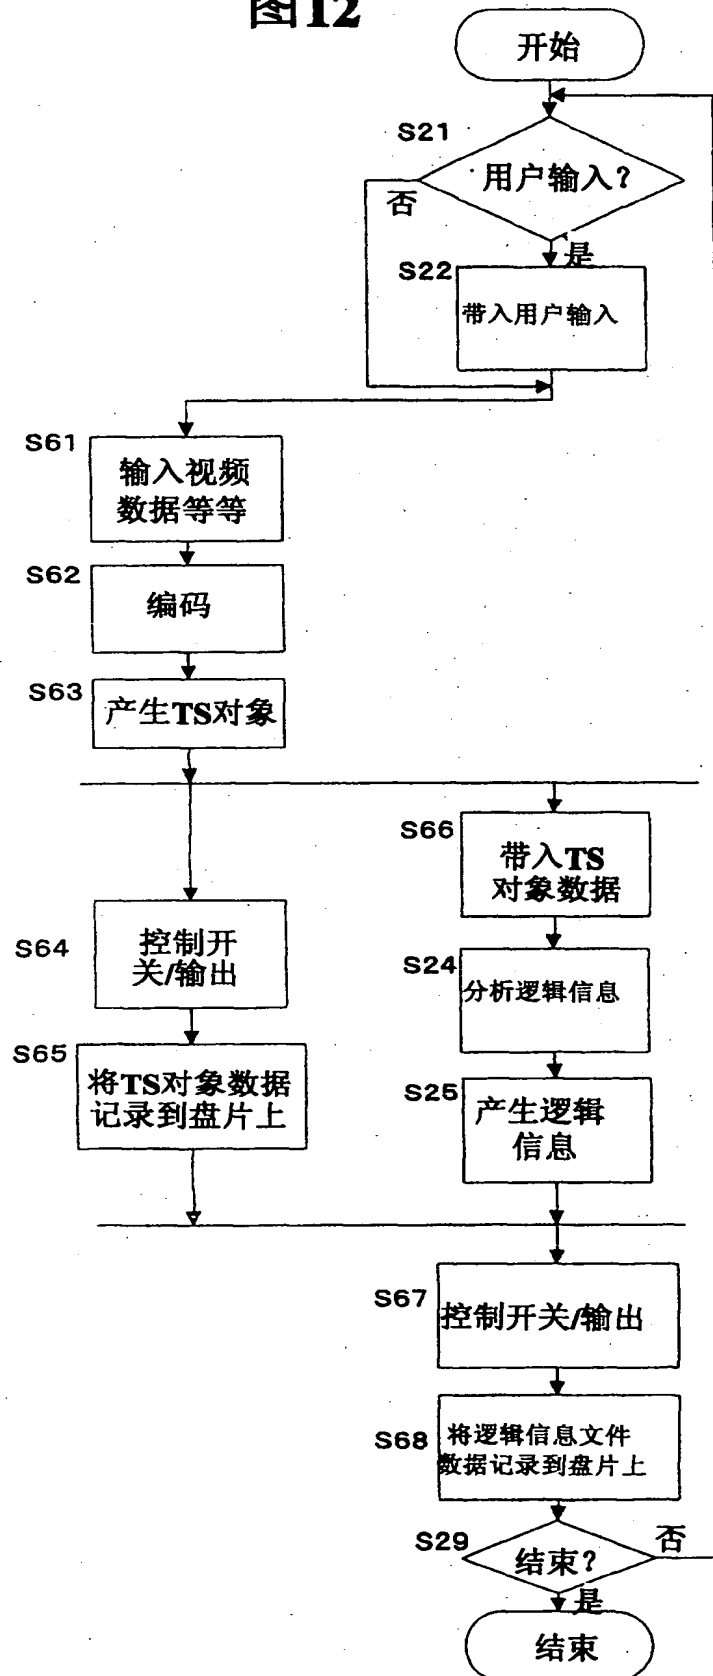 图12
开始
S21
用户输入?
否
是
S22
带入用户输入
S61
输入视频
数据等等
S62
编码
S63
产生TS对象
S66
带入TS
对象数据
S64
控制开
关/输出
S24
分析逻辑信息
S65
将TS对象数据
记录到盘片上
S25
产生逻辑
信息
S67
控制开关/输出
S68
将逻辑信息文件
数据记录到盘片上
S29
结束?
否
是
结束